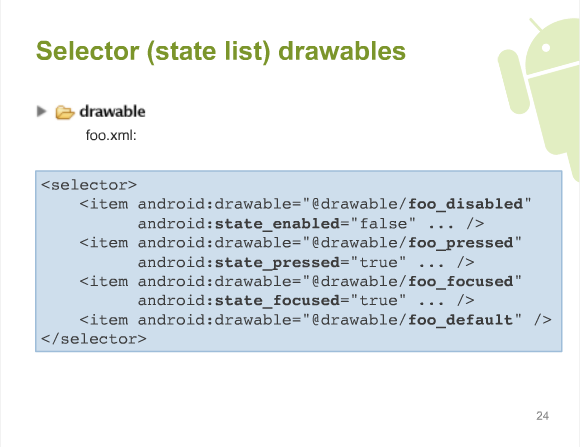 Selector (state list) drawables
drawable
foo.xml:
<selector>
    <item android:drawable="@drawable/foo_disabled"
          android:state_enabled="false" ... />
    <item android:drawable="@drawable/foo_pressed"
          android:state_pressed="true" ... />
    <item android:drawable="@drawable/foo_focused"
          android:state_focused="true" ... />
    <item android:drawable="@drawable/foo_default" />
</selector>
24